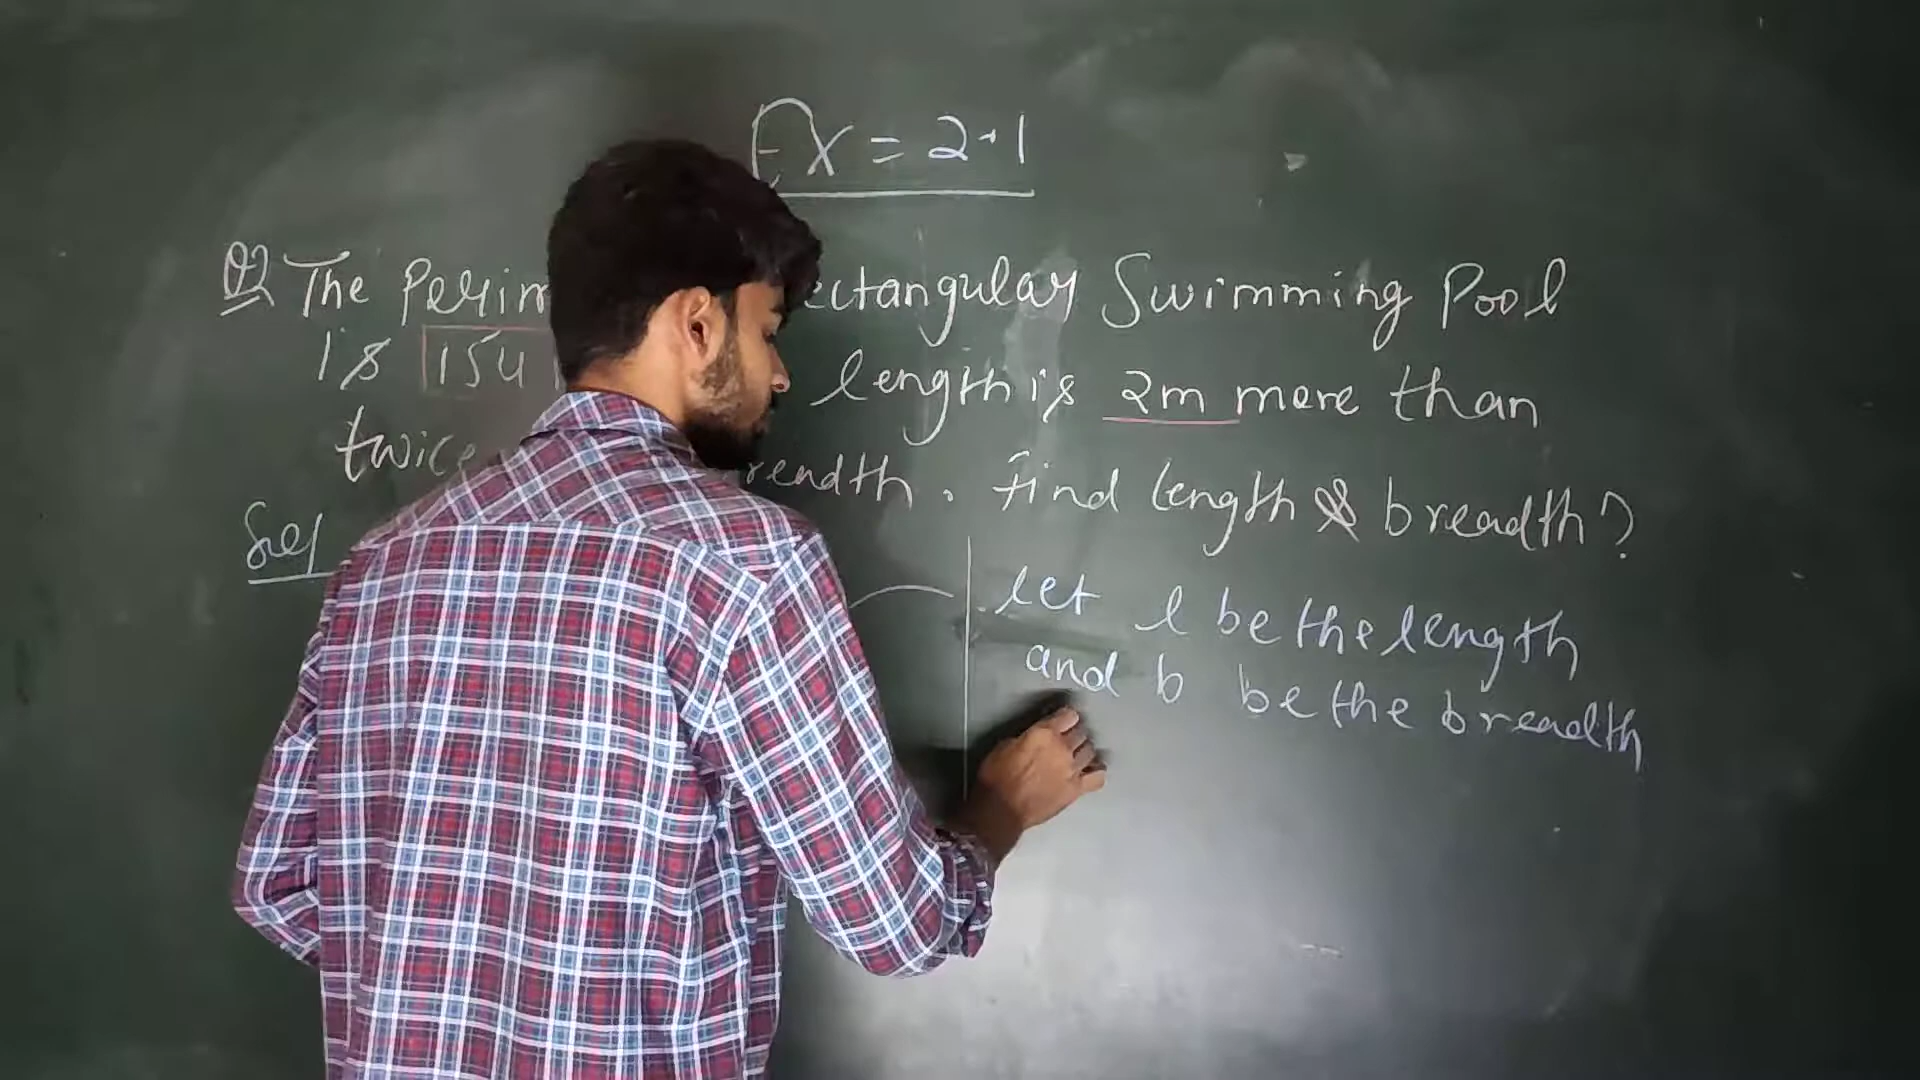 EX = 2.1
Q2 The Perim ectangular Swimming Pool
is 154 length is 2m more than
twice readth. Find length & breadth?
Sol
let l be the length
and b be the breadth